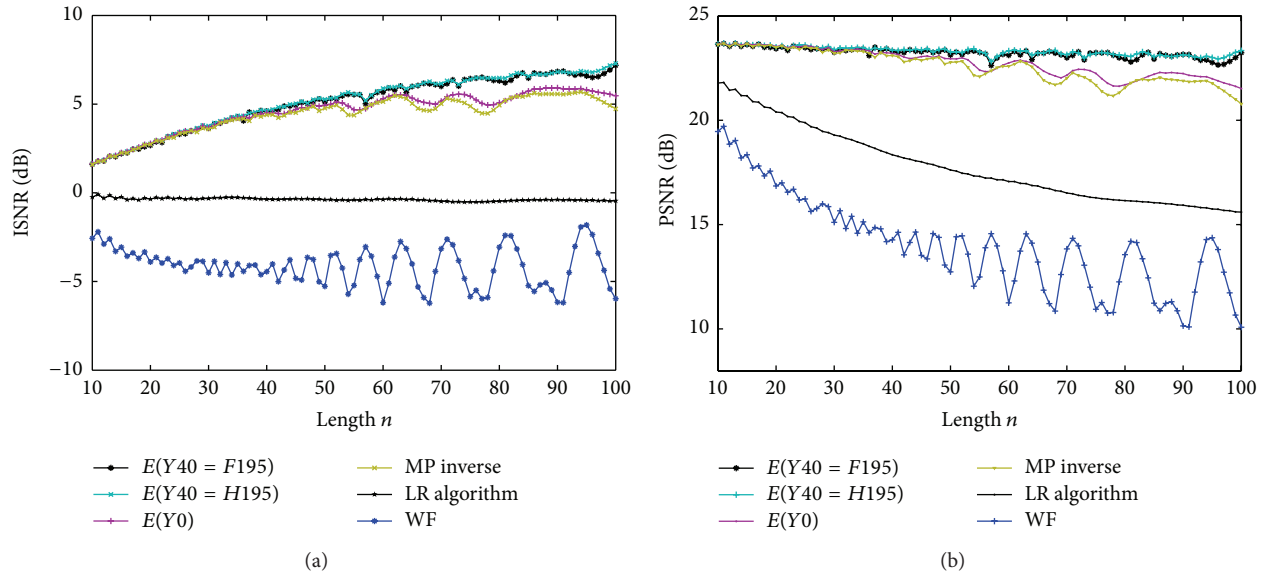 10
5
0
−5
−10
ISNR (dB)
10 20 30 40 50 60 70 80 90 100
Length n
E(Y40 = F195)
E(Y40 = H195)
E(Y0)
MP inverse
LR algorithm
WF
(a)
25
20
15
10
PSNR (dB)
10 20 30 40 50 60 70 80 90 100
Length n
E(Y40 = F195)
E(Y40 = H195)
E(Y0)
MP inverse
LR algorithm
WF
(b)